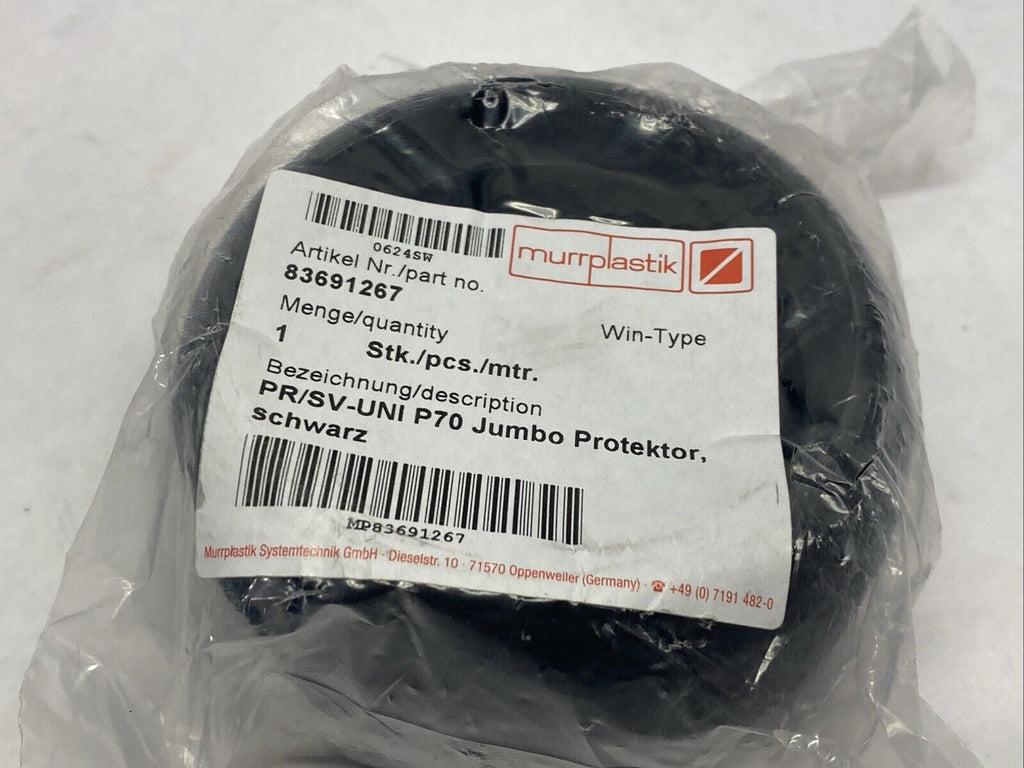 0624SW
murrplastik
Artikel Nr./part no.
83691267
Menge/quantity
Win-Type
1 Stk./pcs./mtr.
Bezeichnung/description
PR/SV-UNI P70 Jumbo Protektor,
schwarz
MP83691267
Murrplastik Systemtechnik GmbH · Dieselstr. 10 · 71570 Oppenweiler (Germany) · ☎ +49 (0) 7191 482-0